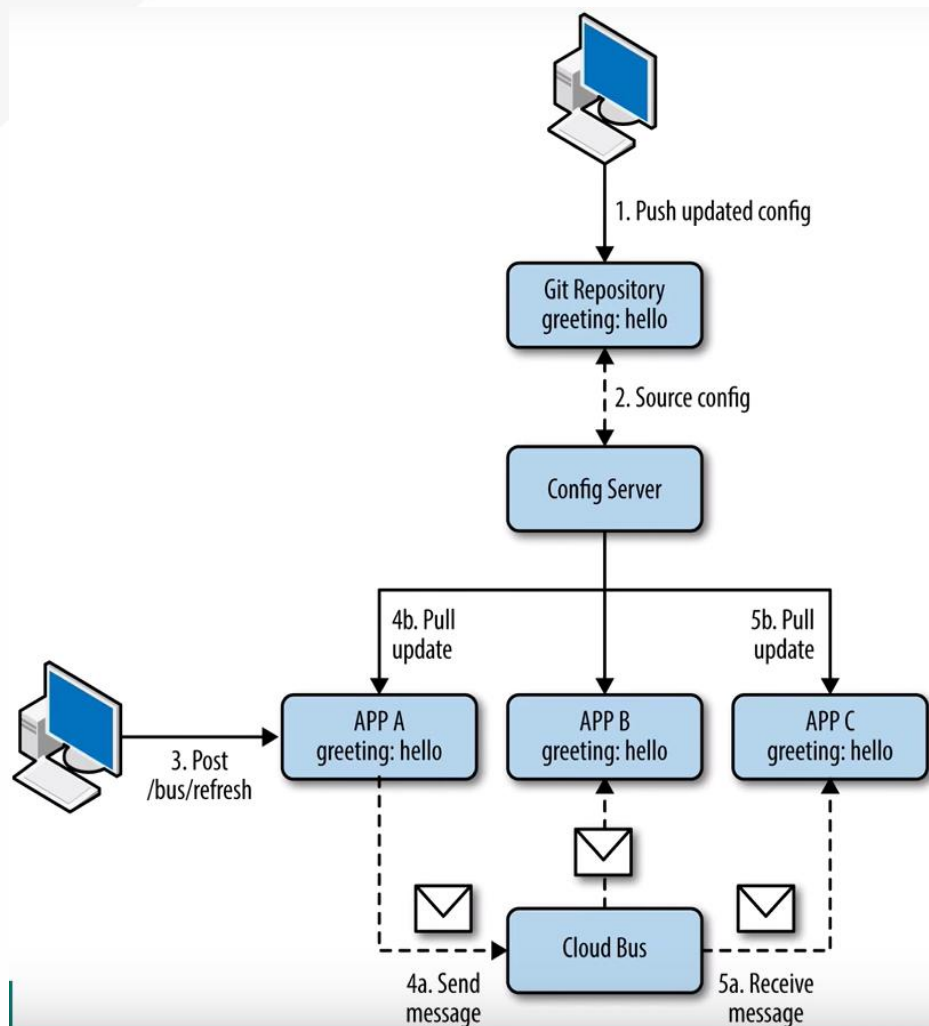 1. Push updated config
Git Repository
greeting: hello
2. Source config
Config Server
4b. Pull
update
5b. Pull
update
APP A
greeting: hello
APP B
greeting: hello
APP C
greeting: hello
3. Post
/bus/refresh
Cloud Bus
4a. Send
message
5a. Receive
message